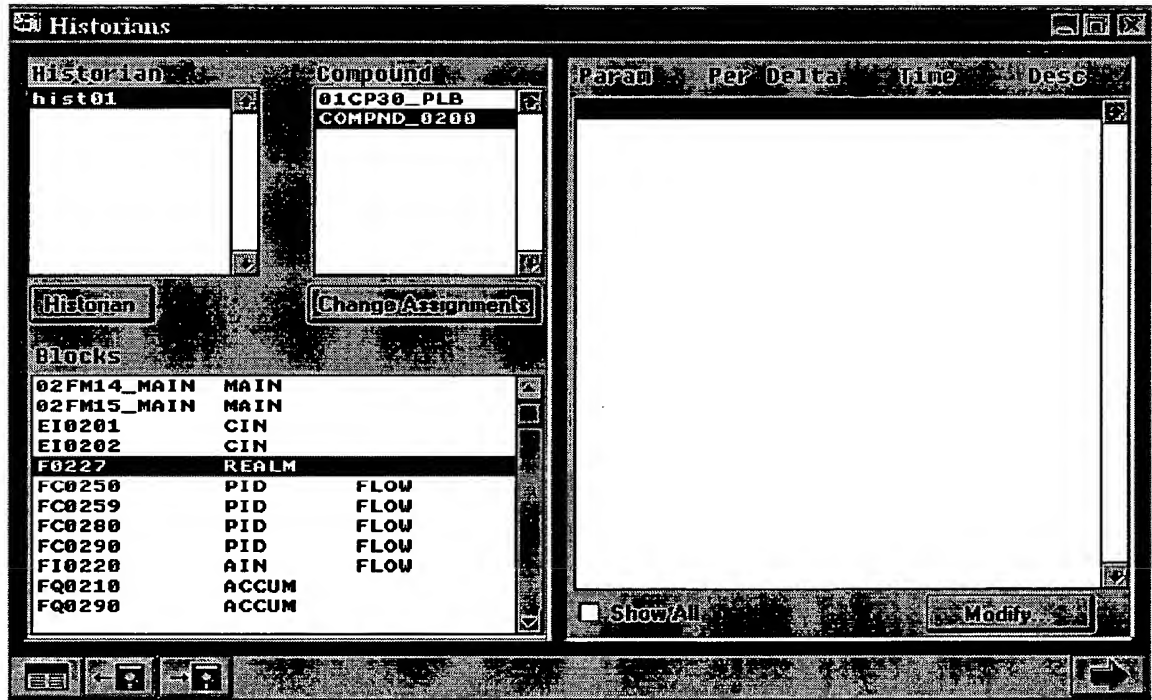 Historians
Historian Compound
hist01
01CP30_PLB
COMPND_0200
Historian Change Assignments
Blocks
02FM14_MAIN MAIN
02FM15_MAIN MAIN
EI0201 CIN
EI0202 CIN
F0227 REALM
FC0250 PID FLOW
FC0259 PID FLOW
FC0280 PID FLOW
FC0290 PID FLOW
FI0220 AIN FLOW
FQ0210 ACCUM
FQ0290 ACCUM
Param Per Delta Time Desc
Show All Modify...